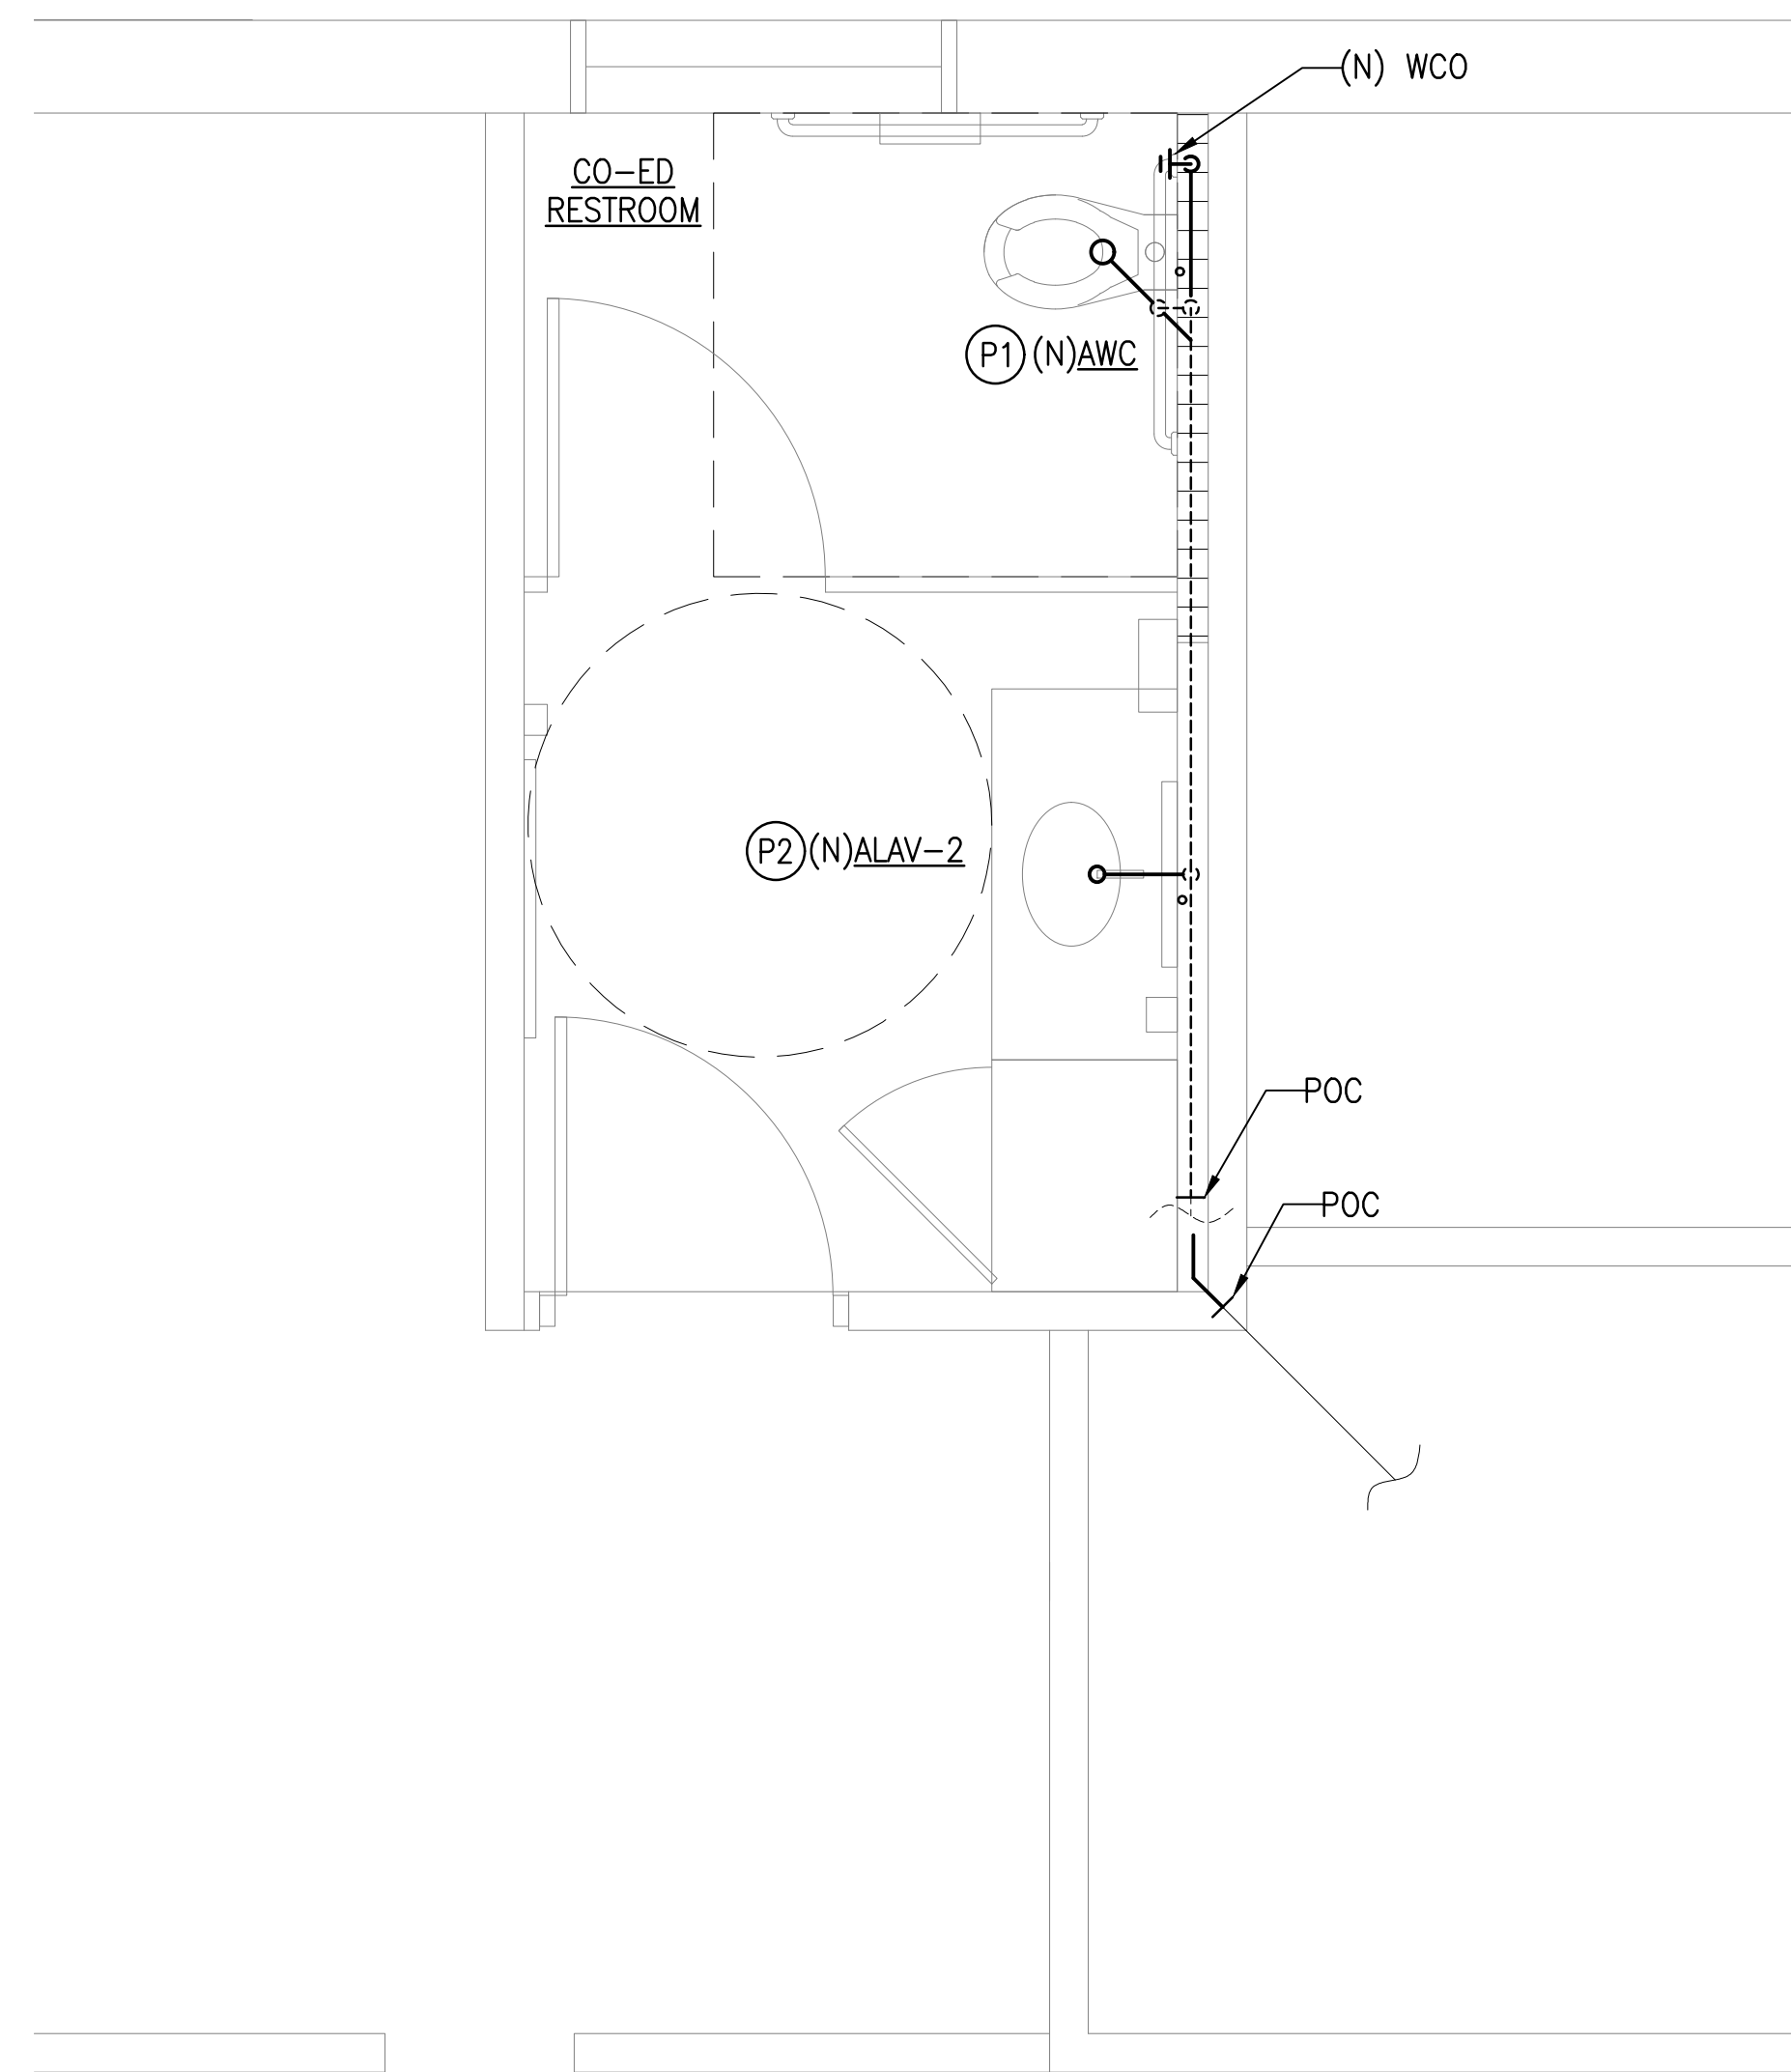 (N) WCO
CO-ED
RESTROOM
P1 (N)AWC
P2 (N)ALAV-2
POC
POC